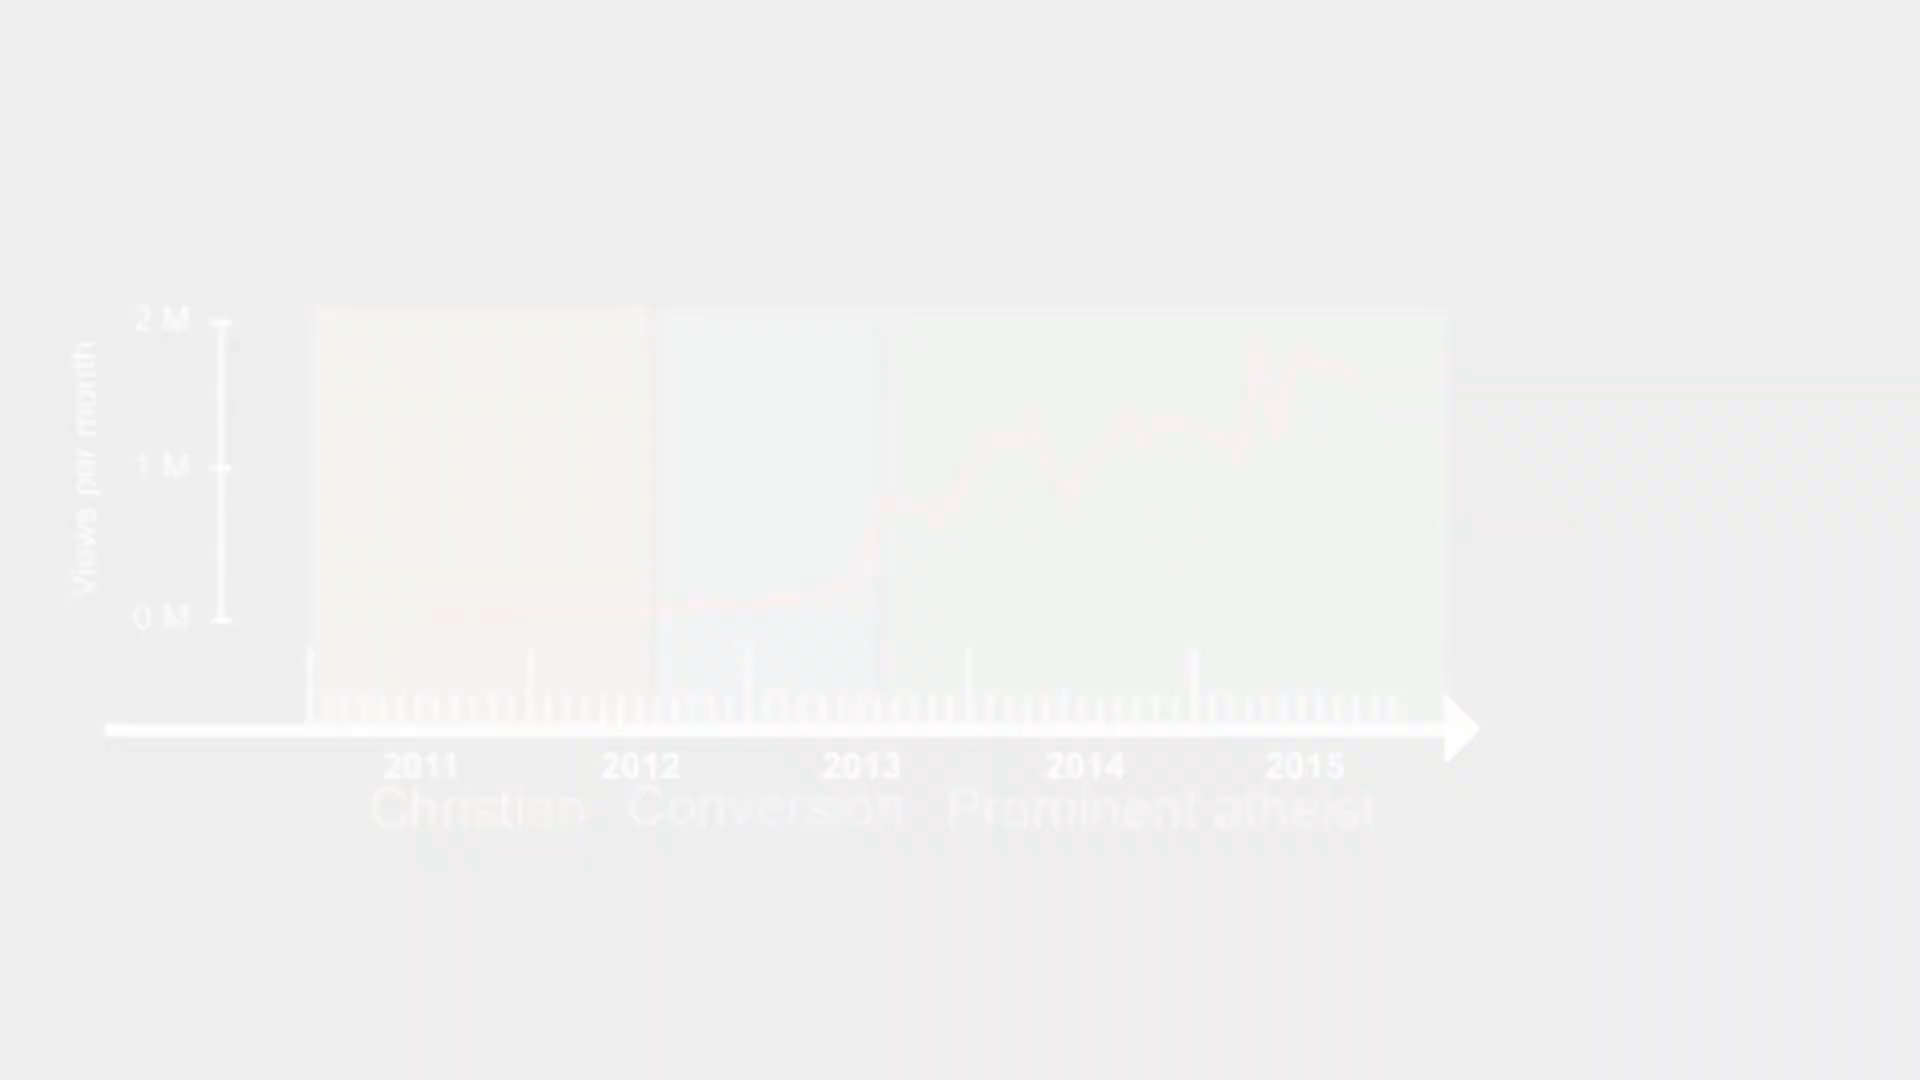 2 M
1 M
0 M
Views per month
2011 2012 2013 2014 2015
Christian Conversion Prominent atheist